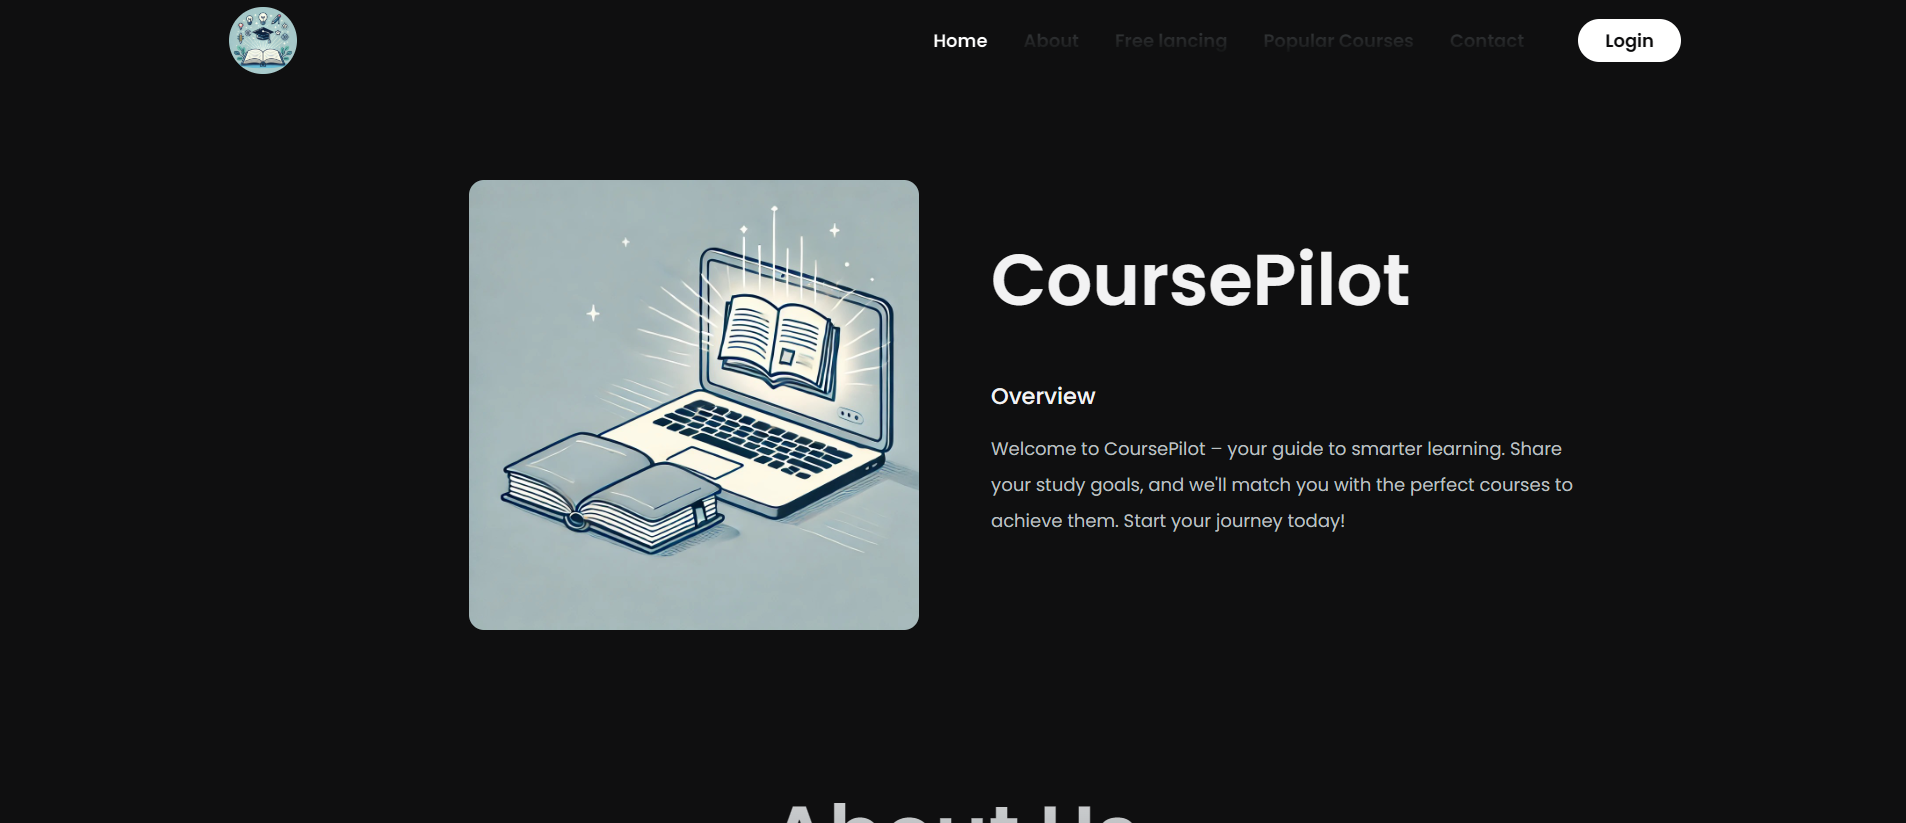 Home About Free lancing Popular Courses Contact Login
CoursePilot
Overview
Welcome to CoursePilot – your guide to smarter learning. Share
your study goals, and we'll match you with the perfect courses to
achieve them. Start your journey today!
About Us